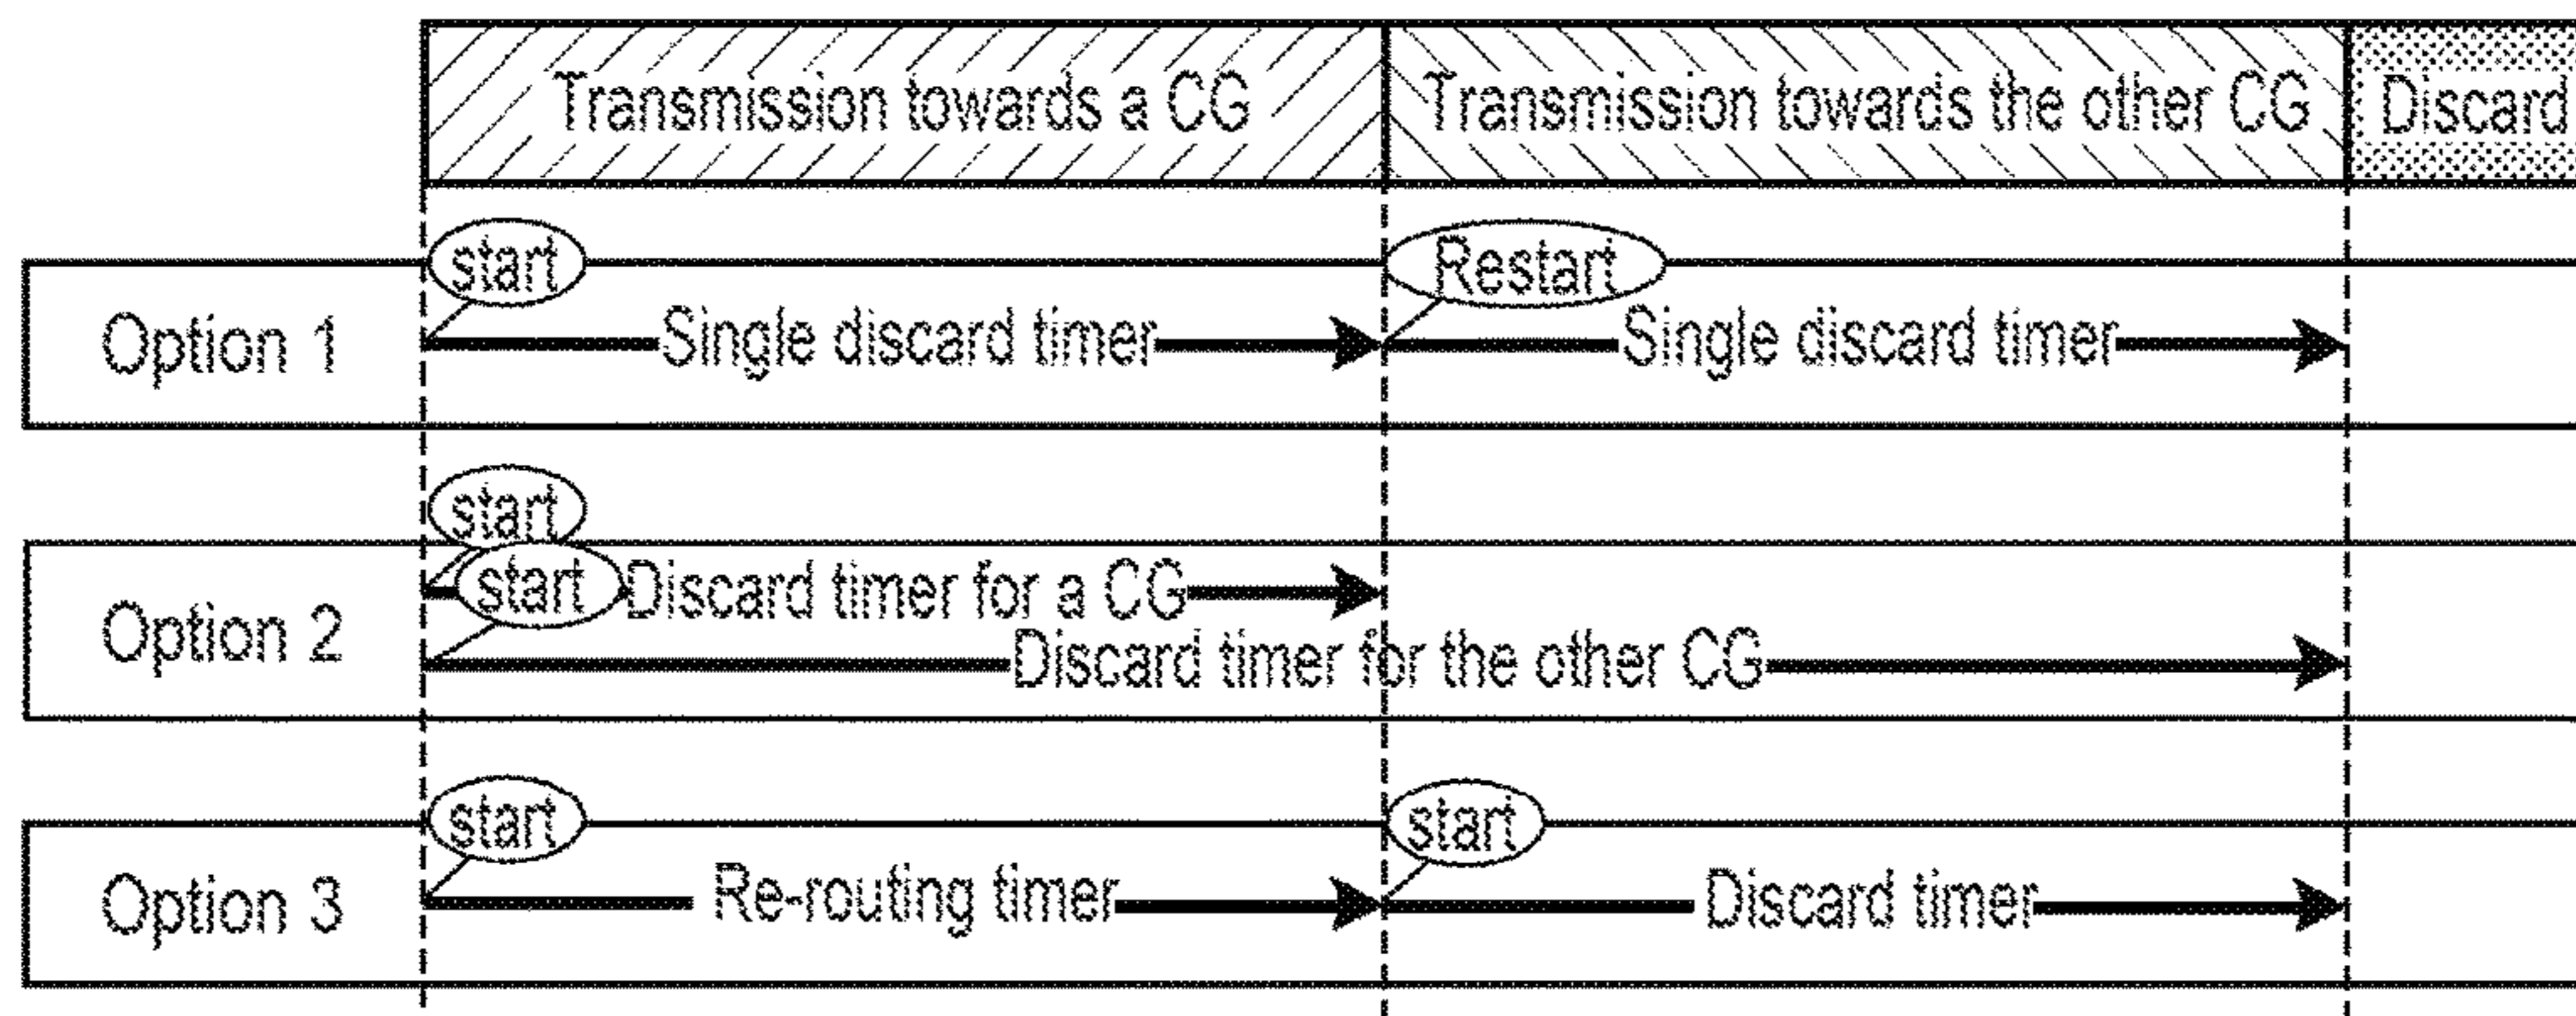 Transmission towards a CG
Transmission towards the other CG
Discard
start
Restart
Option 1
Single discard timer
Single discard timer
start
start
Discard timer for a CG
Option 2
Discard timer for the other CG
start
start
Option 3
Re-routing timer
Discard timer